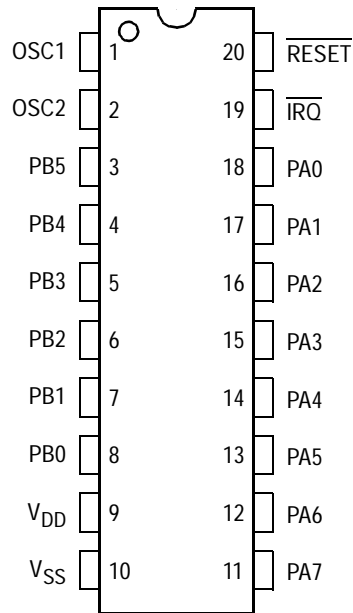 OSC1 1 20 RESET
OSC2 2 19 IRQ
PB5 3 18 PA0
PB4 4 17 PA1
PB3 5 16 PA2
PB2 6 15 PA3
PB1 7 14 PA4
PB0 8 13 PA5
VDD 9 12 PA6
VSS 10 11 PA7